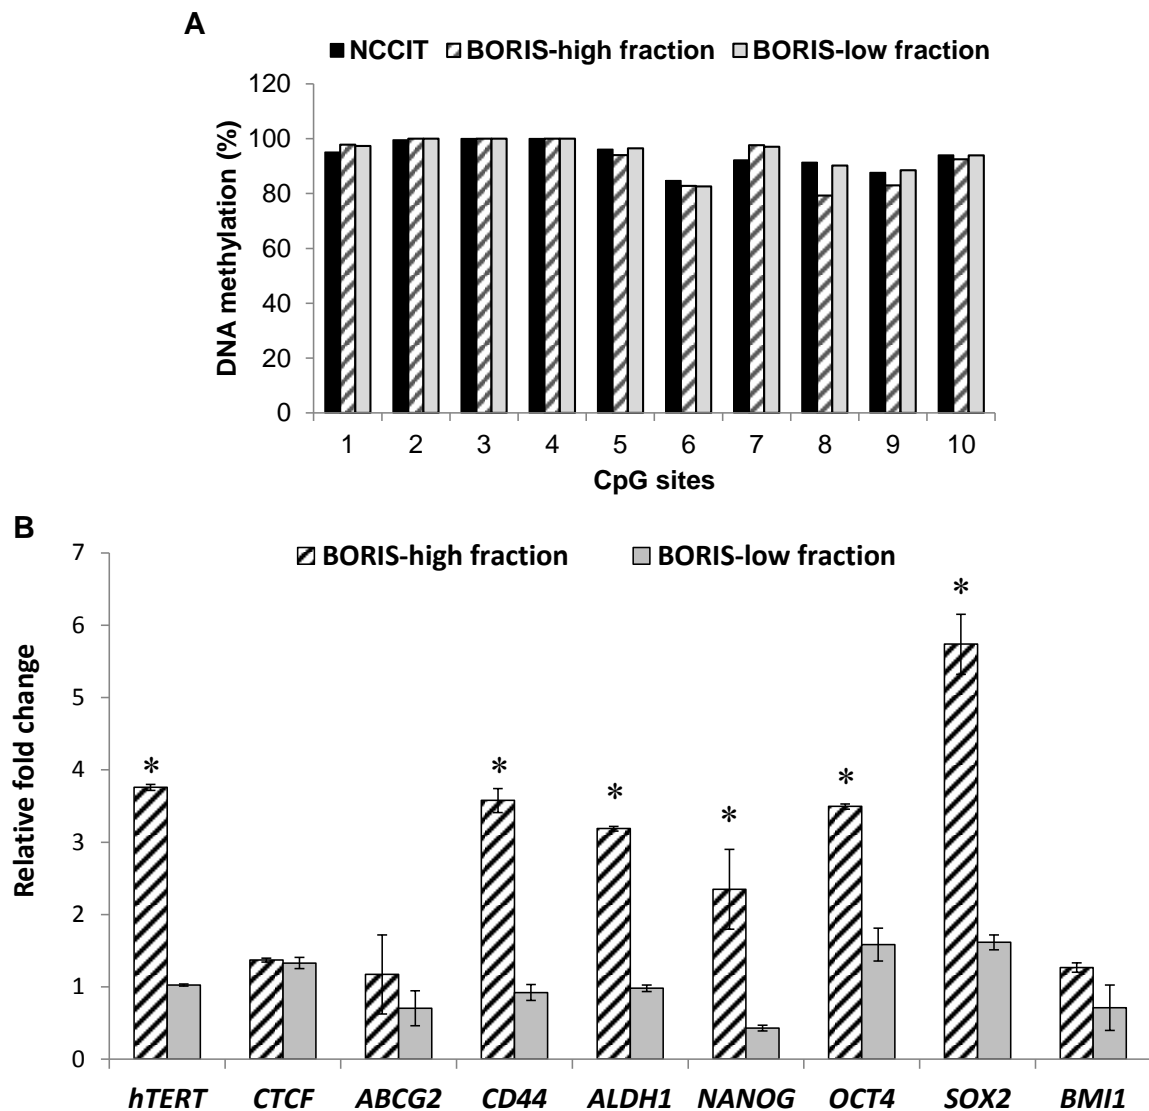 A
NCCIT BORIS-high fraction BORIS-low fraction
120
100
80
60
40
20
0
DNA methylation (%)
1 2 3 4 5 6 7 8 9 10
CpG sites
B
BORIS-high fraction BORIS-low fraction
7
6
5
4
3
2
1
0
Relative fold change
* * * * * *
hTERT CTCF ABCG2 CD44 ALDH1 NANOG OCT4 SOX2 BMI1